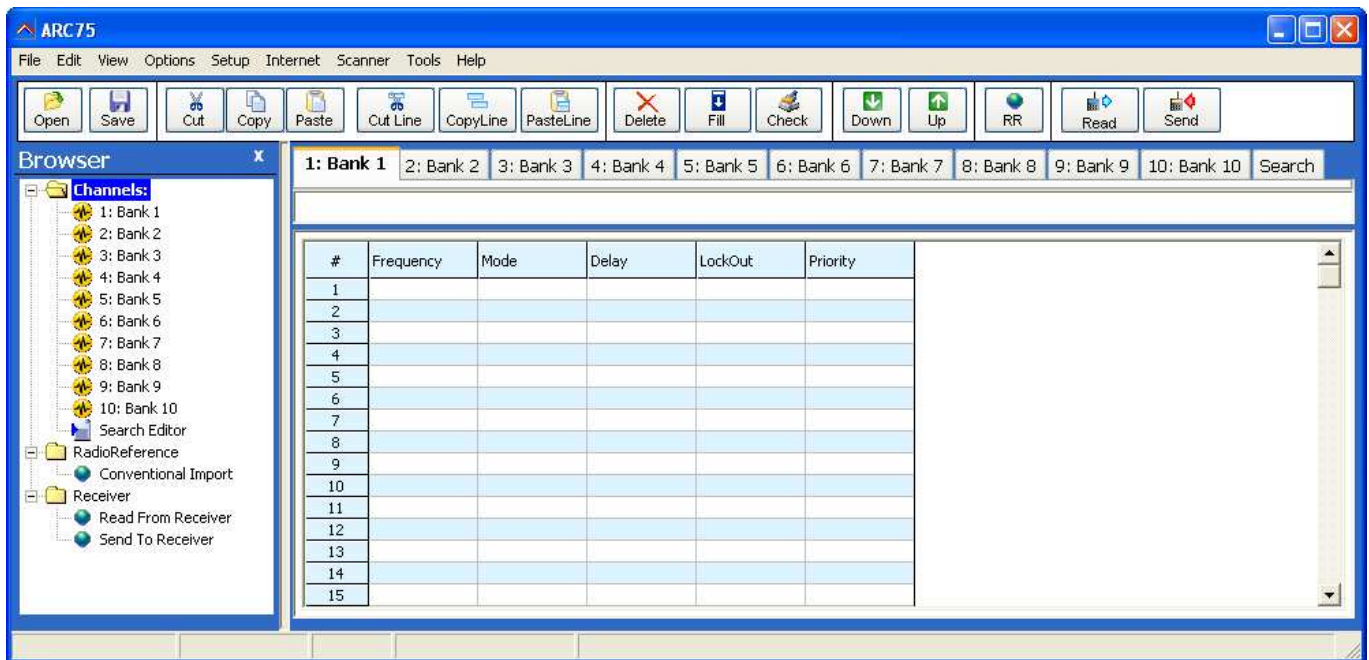 ARC75
File Edit View Options Setup Internet Scanner Tools Help
Open Save Cut Copy Paste Cut Line CopyLine PasteLine Delete Fill Check Down Up RR Read Send
Browser x
1: Bank 1 2: Bank 2 3: Bank 3 4: Bank 4 5: Bank 5 6: Bank 6 7: Bank 7 8: Bank 8 9: Bank 9 10: Bank 10 Search
Channels:
1: Bank 1
2: Bank 2
3: Bank 3
4: Bank 4
5: Bank 5
6: Bank 6
7: Bank 7
8: Bank 8
9: Bank 9
10: Bank 10
Search Editor
RadioReference
Conventional Import
Receiver
Read From Receiver
Send To Receiver
# Frequency Mode Delay LockOut Priority
1
2
3
4
5
6
7
8
9
10
11
12
13
14
15